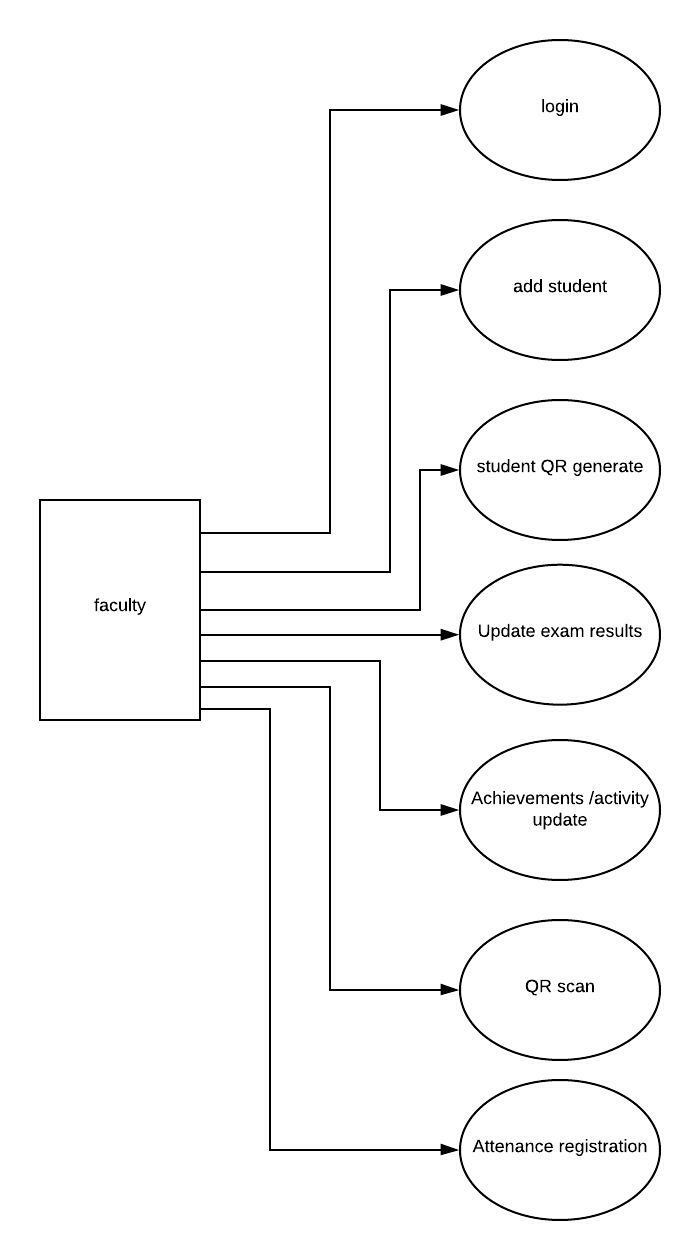 login
add student
student QR generate
faculty
Update exam results
Achievements /activity
update
QR scan
Attenance registration